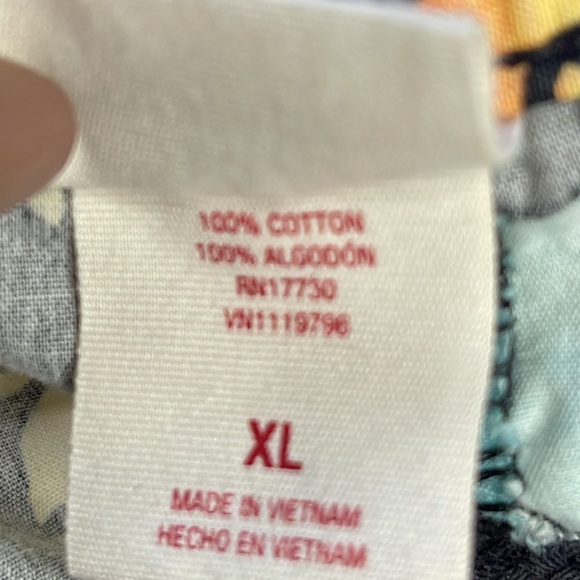 100% COTTON
100% ALGODÓN
RN17730
VN1119796
XL
MADE IN VIETNAM
HECHO EN VIETNAM